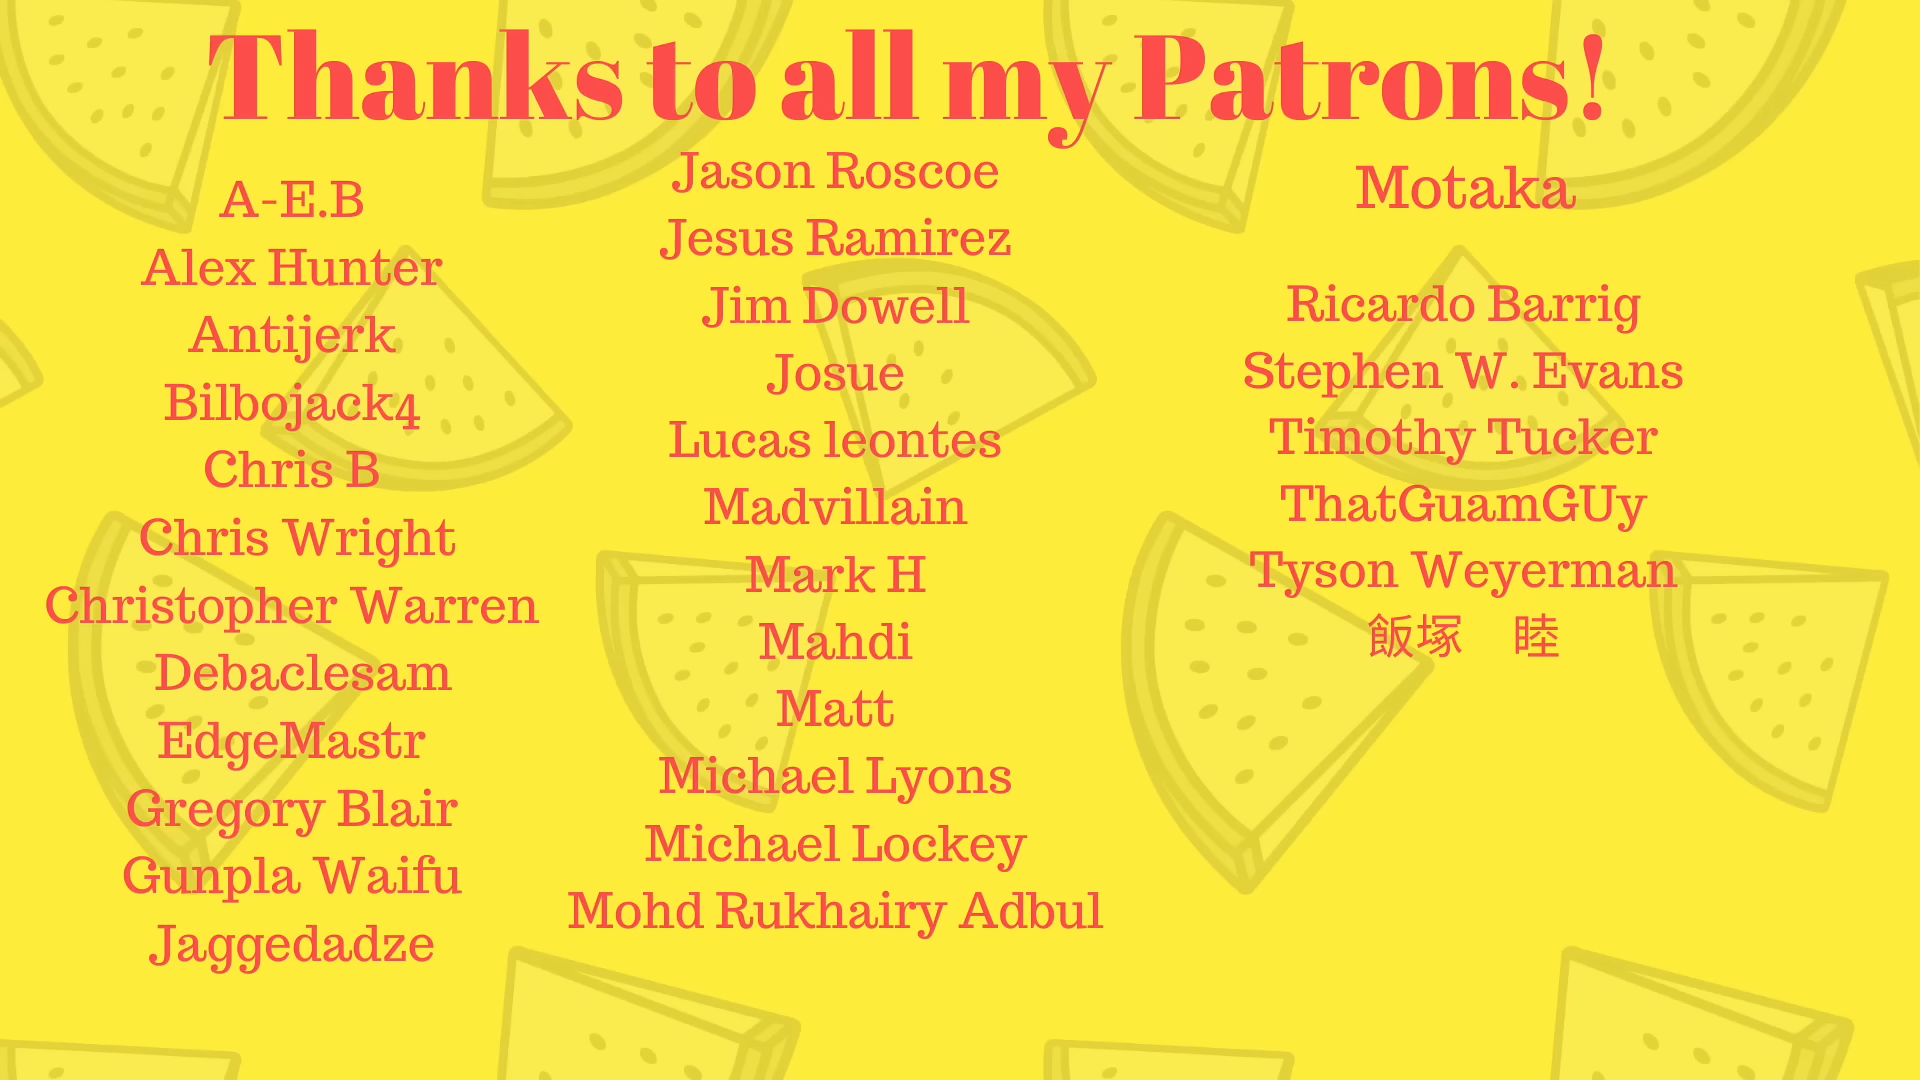 Thanks to all my Patrons!
A-E.B
Alex Hunter
Antijerk
Bilbojack4
Chris B
Chris Wright
Christopher Warren
Debaclesam
EdgeMastr
Gregory Blair
Gunpla Waifu
Jaggedadze
Jason Roscoe
Jesus Ramirez
Jim Dowell
Josue
Lucas leontes
Madvillain
Mark H
Mahdi
Matt
Michael Lyons
Michael Lockey
Mohd Rukhairy Adbul
Motaka
Ricardo Barrig
Stephen W. Evans
Timothy Tucker
ThatGuamGUy
Tyson Weyerman
飯塚　睦